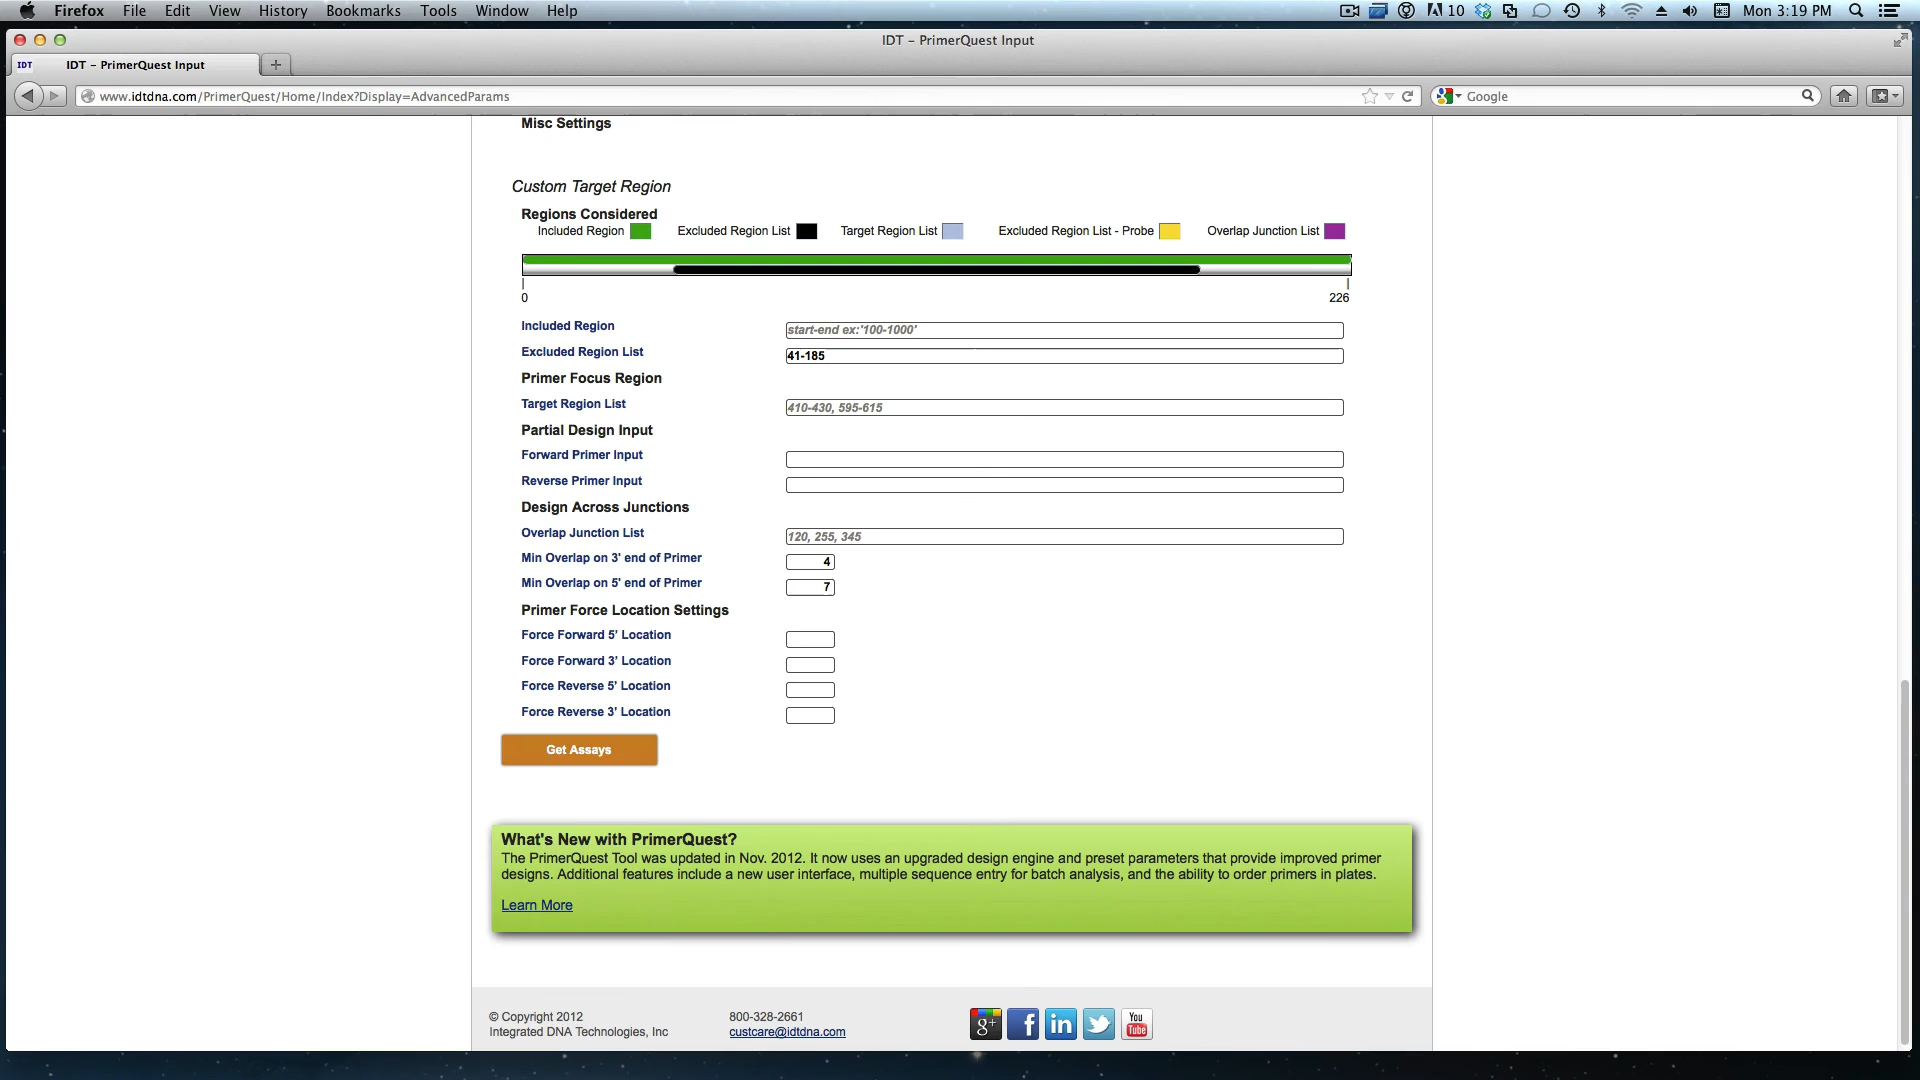 Firefox File Edit View History Bookmarks Tools Window Help 10 Mon 3:19 PM
IDT – PrimerQuest Input
IDT IDT – PrimerQuest Input
www.idtdna.com/PrimerQuest/Home/Index?Display=AdvancedParams Google
Misc Settings
Custom Target Region
Regions Considered
Included Region Excluded Region List Target Region List Excluded Region List - Probe Overlap Junction List
0 226
Included Region start-end ex:'100-1000'
Excluded Region List 41-185
Primer Focus Region
Target Region List 410-430, 595-615
Partial Design Input
Forward Primer Input
Reverse Primer Input
Design Across Junctions
Overlap Junction List 120, 255, 345
Min Overlap on 3' end of Primer 4
Min Overlap on 5' end of Primer 7
Primer Force Location Settings
Force Forward 5' Location
Force Forward 3' Location
Force Reverse 5' Location
Force Reverse 3' Location
Get Assays
What's New with PrimerQuest?
The PrimerQuest Tool was updated in Nov. 2012. It now uses an upgraded design engine and preset parameters that provide improved primer
designs. Additional features include a new user interface, multiple sequence entry for batch analysis, and the ability to order primers in plates.
Learn More
© Copyright 2012 800-328-2661
Integrated DNA Technologies, Inc custcare@idtdna.com
g+ f in You Tube